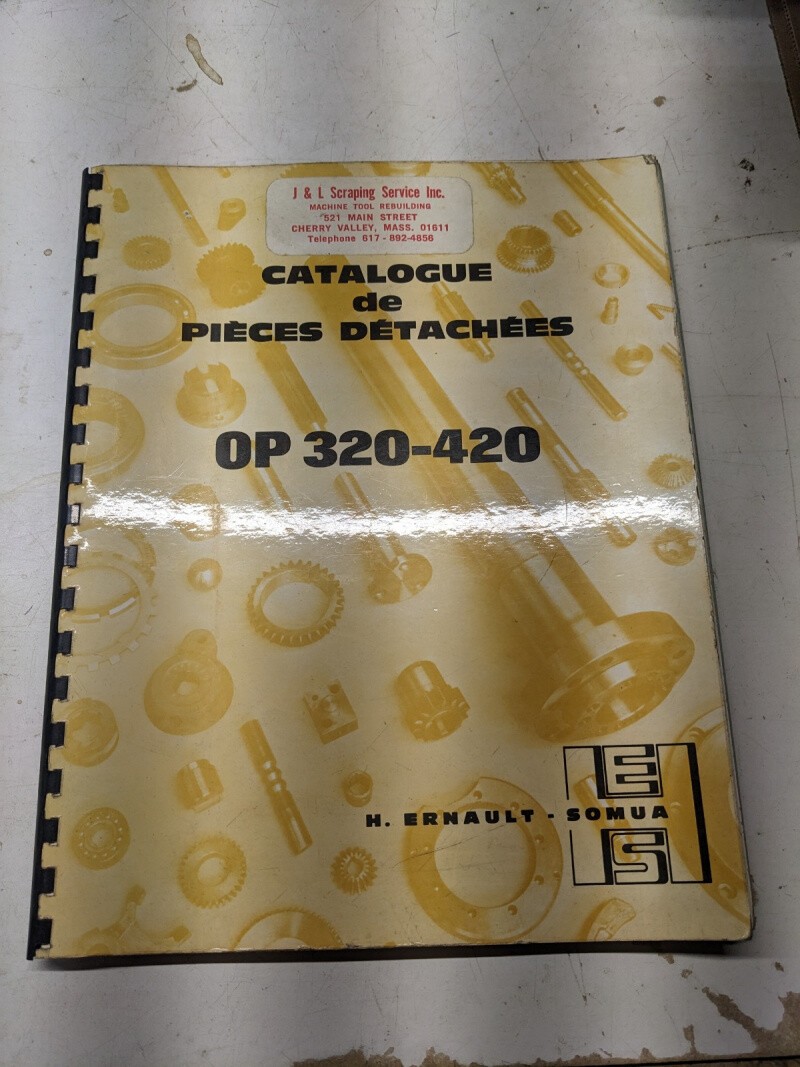 J & L Scraping Service Inc.
MACHINE TOOL REBUILDING
521 MAIN STREET
CHERRY VALLEY, MASS. 01611
Telephone 617 - 892-4856
CATALOGUE
de
PIÈCES DÉTACHÉES
OP 320-420
E
H. ERNAULT - SOMUA
S